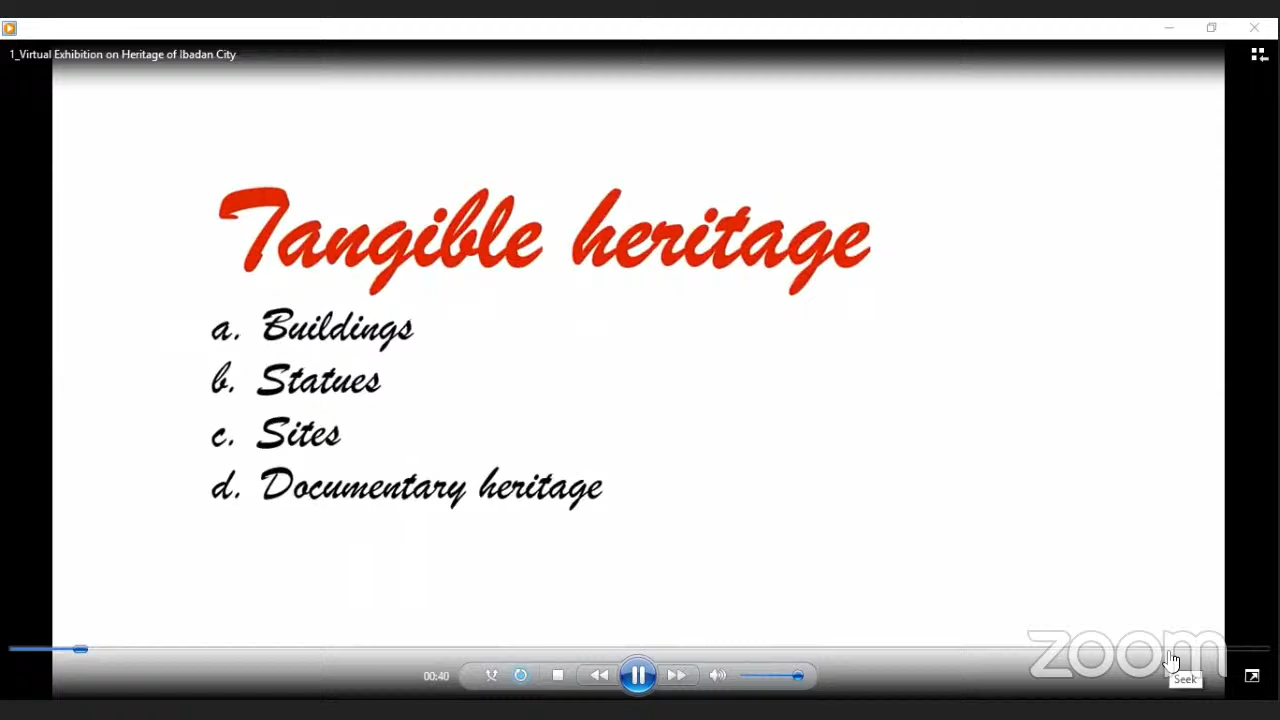 1_Virtual Exhibition on Heritage of Ibadan City
Tangible heritage
a. Buildings
b. Statues
c. Sites
d. Documentary heritage
zoom
00:40
Seek